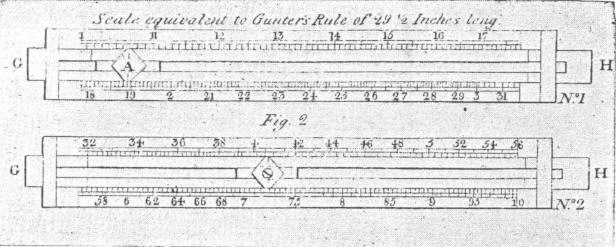 Scale equivalent to Gunter's Rule of 29 1/2 Inches long.
1 11 12 13 14 15 16 17
G A H
18 19 2 21 22 23 24 25 26 27 28 29 3 31 N.º1
Fig. 2
32 34 36 38 4 42 44 46 48 5 52 54 56
G H
58 6 62 64 66 68 7 75 8 85 9 95 10 N.º2